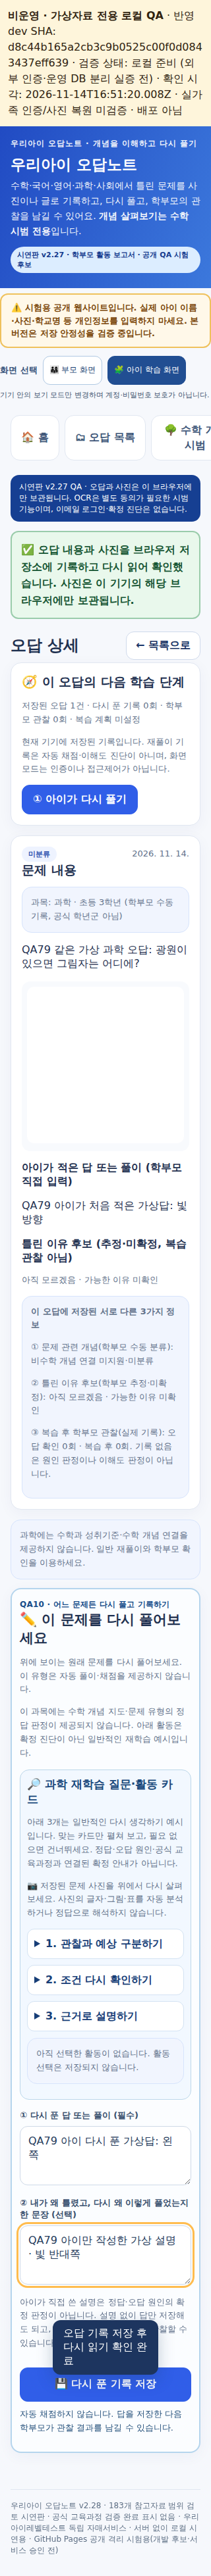 비운영 · 가상자료 전용 로컬 QA · 반영
dev SHA:
d8c44b165a2cb3c9b0525c00f0d084
3437eff639 · 검증 상태: 로컬 준비 (외
부 인증·운영 DB 분리 실증 전) · 확인 시
각: 2026-11-14T16:51:20.008Z · 실가
족 인증/사진 복원 미검증 · 배포 아님
우리아이 오답노트 · 개념을 이해하고 다시 풀기
우리아이 오답노트
수학·국어·영어·과학·사회에서 틀린 문제를 사
진이나 글로 기록하고, 다시 풀고, 학부모의 관
찰을 남길 수 있어요. 개념 살펴보기는 수학
시범 전용입니다.
시연판 v2.27 · 학부모 활동 보고서 · 공개 QA 시험
후보
⚠️ 시험용 공개 웹사이트입니다. 실제 아이 이름
·사진·학교명 등 개인정보를 입력하지 마세요. 본
버전은 저장 안정성을 검증 중입니다.
화면 선택
👨‍👩‍👧 부모 화면
🧩 아이 학습 화면
기기 안의 보기 모드만 변경하며 계정·비밀번호 보호가 아닙니다.
🏠 홈
🗂 오답 목록
🌳 수학 개
시범
시연판 v2.27 QA · 오답과 사진은 이 브라우저에
만 보관됩니다. OCR은 별도 동의가 필요한 시범
기능이며, 이메일 로그인·확정 진단은 없습니다.
✅ 오답 내용과 사진을 브라우저 저
장소에 기록하고 다시 읽어 확인했
습니다. 사진은 이 기기의 해당 브
라우저에만 보관됩니다.
오답 상세
← 목록으로
🧭 이 오답의 다음 학습 단계
저장된 오답 1건 · 다시 푼 기록 0회 · 학부
모 관찰 0회 · 복습 계획 미설정
현재 기기에 저장된 기록입니다. 재풀이 기
록은 자동 채점·이해도 진단이 아니며, 화면
모드는 인증이나 접근제어가 아닙니다.
① 아이가 다시 풀기
미분류
2026. 11. 14.
문제 내용
과목: 과학 · 초등 3학년 (학부모 수동
기록, 공식 학년군 아님)
QA79 같은 가상 과학 오답: 광원이
있으면 그림자는 어디에?
아이가 적은 답 또는 풀이 (학부모
직접 입력)
QA79 아이가 처음 적은 가상답: 빛
방향
틀린 이유 후보 (추정·미확정, 복습
관찰 아님)
아직 모르겠음 · 가능한 이유 미확인
이 오답에 저장된 서로 다른 3가지 정
보
① 문제 관련 개념(학부모 수동 분류):
비수학 개념 연결 미지원·미분류
② 틀린 이유 후보(학부모 추정·미확
정): 아직 모르겠음 · 가능한 이유 미확
인
③ 복습 후 학부모 관찰(실제 기록): 오
답 확인 0회 · 복습 후 0회. 기록 없음
은 원인 판정이나 이해도 판정이 아닙
니다.
과학에는 수학과 성취기준·수학 개념 연결을
제공하지 않습니다. 일반 재풀이와 학부모 확
인을 이용하세요.
QA10 · 어느 문제든 다시 풀고 기록하기
✏️ 이 문제를 다시 풀어보
세요
위에 보이는 원래 문제를 다시 풀어보세요.
이 유형은 자동 풀이·채점을 제공하지 않습니
다.
이 과목에는 수학 개념 지도·문제 유형의 정
답 판정이 제공되지 않습니다. 아래 활동은
확정 진단이 아닌 일반적인 재학습 예시입니
다.
🔎 과학 재학습 질문·활동 카
드
아래 3개는 일반적인 다시 생각하기 예시
입니다. 맞는 카드만 펼쳐 보고, 필요 없
으면 건너뛰세요. 정답·오답 원인·공식 교
육과정과 연결된 확정 안내가 아닙니다.
📷 저장된 문제 사진을 위에서 다시 살펴
보세요. 사진의 글자·그림·표를 자동 분석
하거나 정답으로 해석하지 않습니다.
▶ 1. 관찰과 예상 구분하기
▶ 2. 조건 다시 확인하기
▶ 3. 근거로 설명하기
아직 선택한 활동이 없습니다. 활동
선택은 저장되지 않습니다.
① 다시 푼 답 또는 풀이 (필수)
QA79 아이 다시 푼 가상답: 왼
쪽
② 내가 왜 틀렸고, 다시 왜 이렇게 풀었는지
한 문장 (선택)
QA79 아이만 작성한 가상 설명
· 빛 반대쪽
아이가 직접 쓴 설명은 정답·오답 원인의 확
정 판정이 아닙니다. 설명 없이 답만 저장해
도 되고,
찰할 수
있습니다
오답 기록 저장 후
다시 읽기 확인 완
료
💾 다시 푼 기록 저장
자동 채점하지 않습니다. 답을 저장한 다음
학부모가 관찰 결과를 남길 수 있습니다.
우리아이 오답노트 v2.28 · 183개 참고자료 범위 검
토 시연판 · 공식 교육과정 검증 완료 표시 없음 · 우리
아이레벨테스트 독립 자매서비스 · 서버 없이 로컬 시
연용 · GitHub Pages 공개 격리 시험용(개발 후보·서
비스 승인 전)